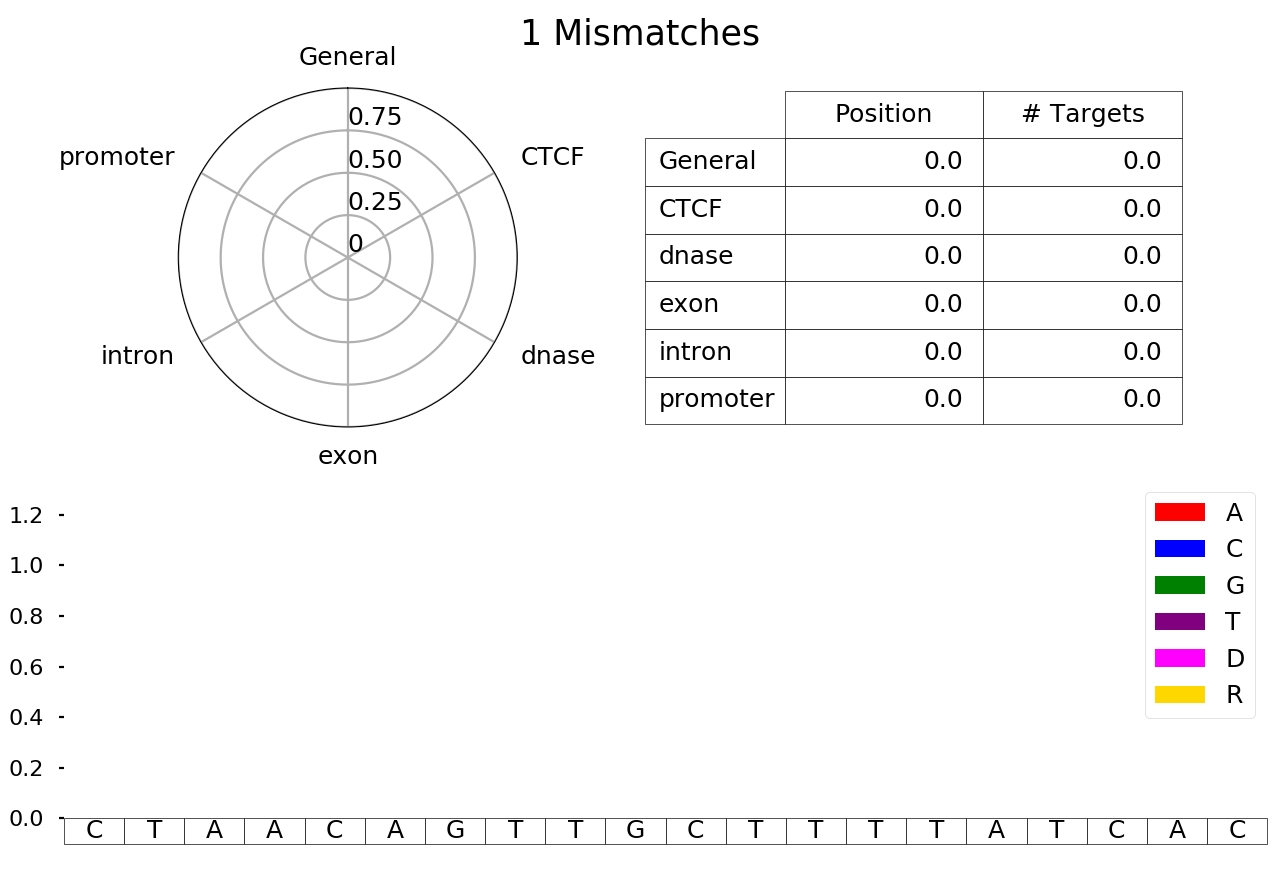 1 Mismatches
General
promoter
CTCF
0.75
0.50
0.25
0
intron
dnase
exon
Position # Targets
General 0.0 0.0
CTCF 0.0 0.0
dnase 0.0 0.0
exon 0.0 0.0
intron 0.0 0.0
promoter 0.0 0.0
1.2
1.0
0.8
0.6
0.4
0.2
0.0
A
C
G
T
D
R
C T A A C A G T T G C T T T T A T C A C